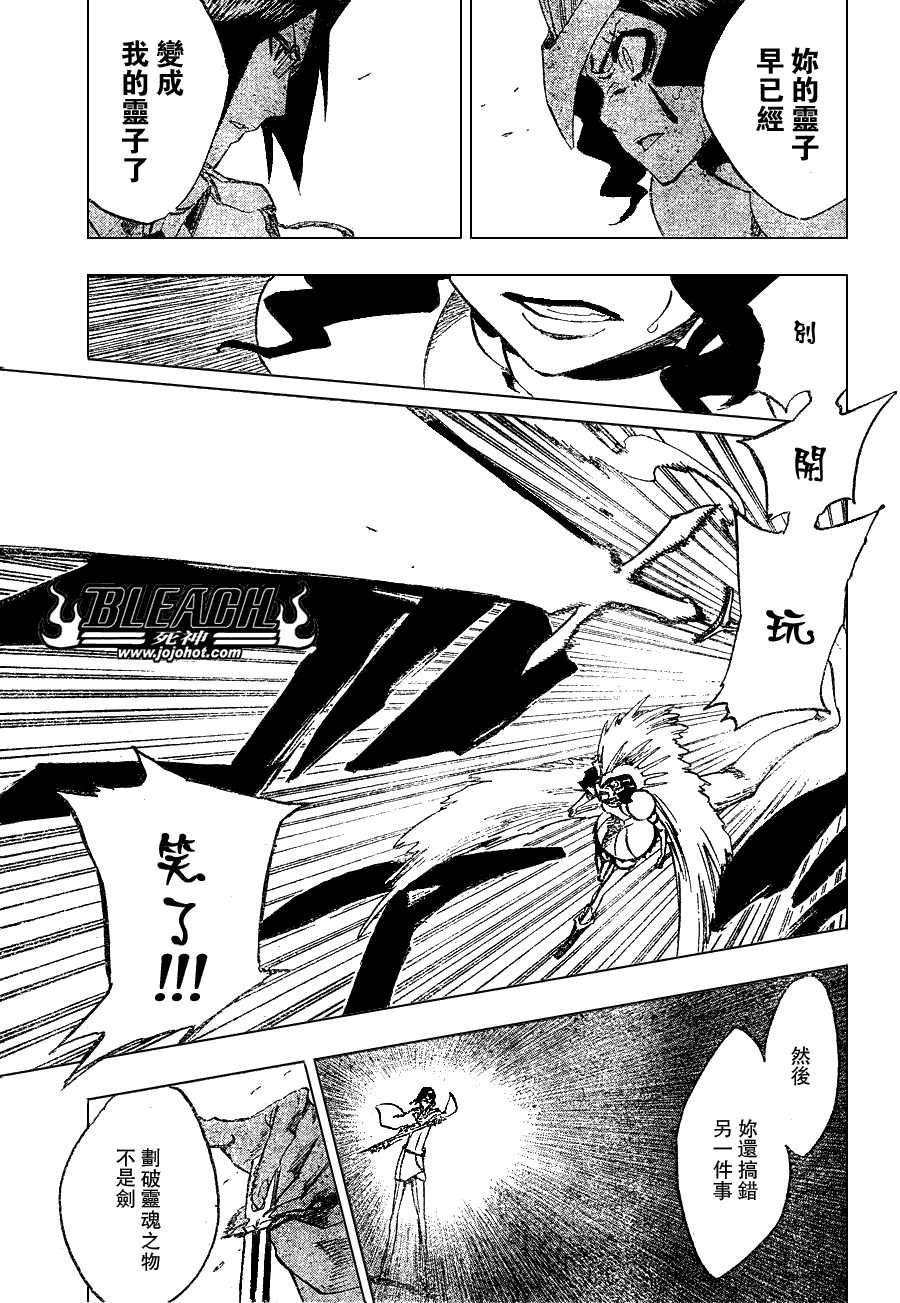 妳的靈子
早已經
變成
我的靈子了
別
開
玩
BLEACH
死神
www.jojohot.com
笑
了!!!
然後
妳還搞錯
另一件事
劃破靈魂之物
不是劍